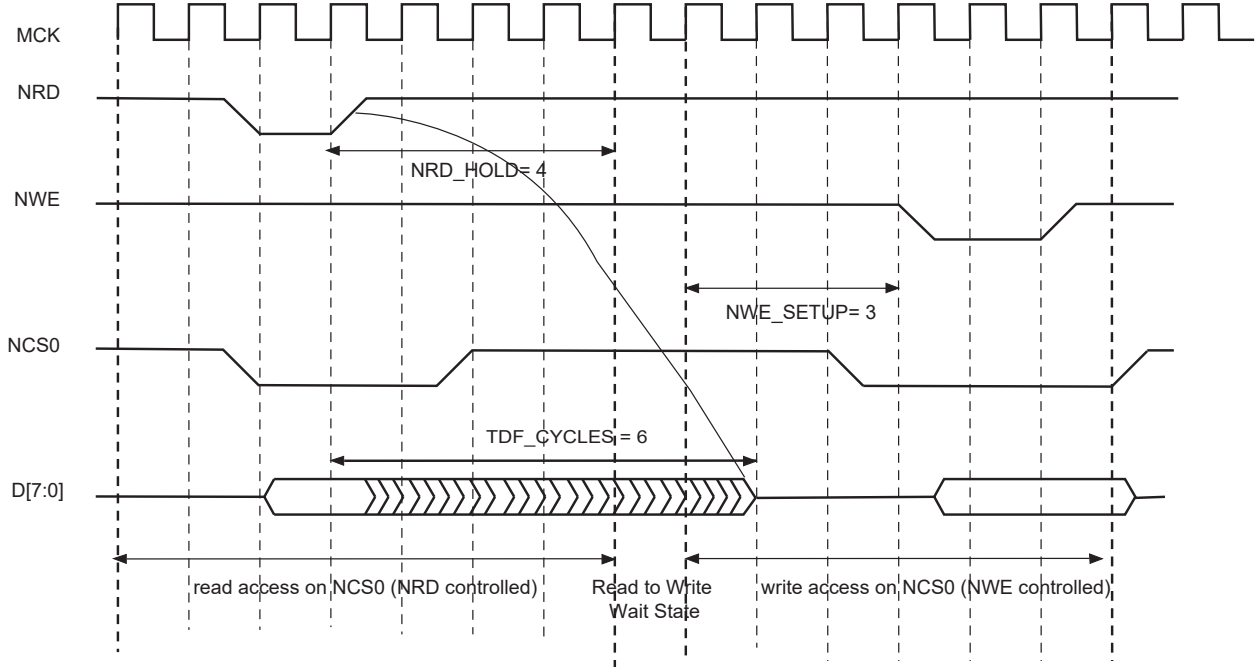 MCK
NRD
NRD_HOLD= 4
NWE
NWE_SETUP= 3
NCS0
TDF_CYCLES = 6
D[7:0]
read access on NCS0 (NRD controlled)
Read to Write
Wait State
write access on NCS0 (NWE controlled)